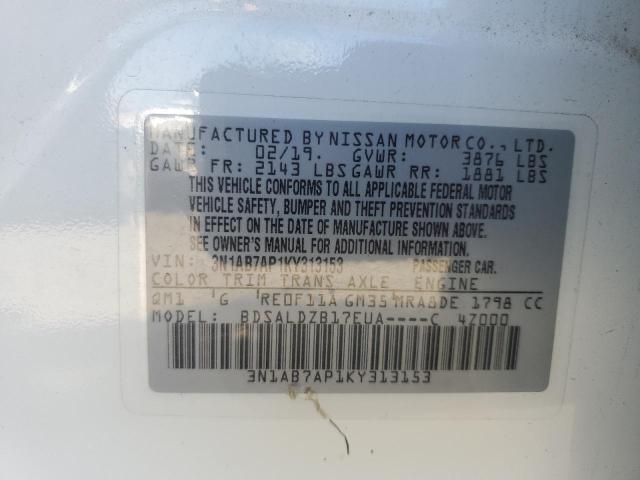 MANUFACTURED BY NISSAN MOTOR CO., LTD.
DATE: 02/19. GVWR: 3876 LBS
GAWR FR: 2143 LBS GAWR RR: 1881 LBS
THIS VEHICLE CONFORMS TO ALL APPLICABLE FEDERAL MOTOR
VEHICLE SAFETY, BUMPER AND THEFT PREVENTION STANDARDS
IN EFFECT ON THE DATE OF MANUFACTURE SHOWN ABOVE.
SEE OWNER'S MANUAL FOR ADDITIONAL INFORMATION.
VIN: 3N1AB7AP1KY313153 PASSENGER CAR.
COLOR TRIM TRANS AXLE ENGINE
QM1 G RE0F11A GM35 MRA8DE 1798 CC
MODEL: BDSALDZB17EUA----C 4Z000
3N1AB7AP1KY313153